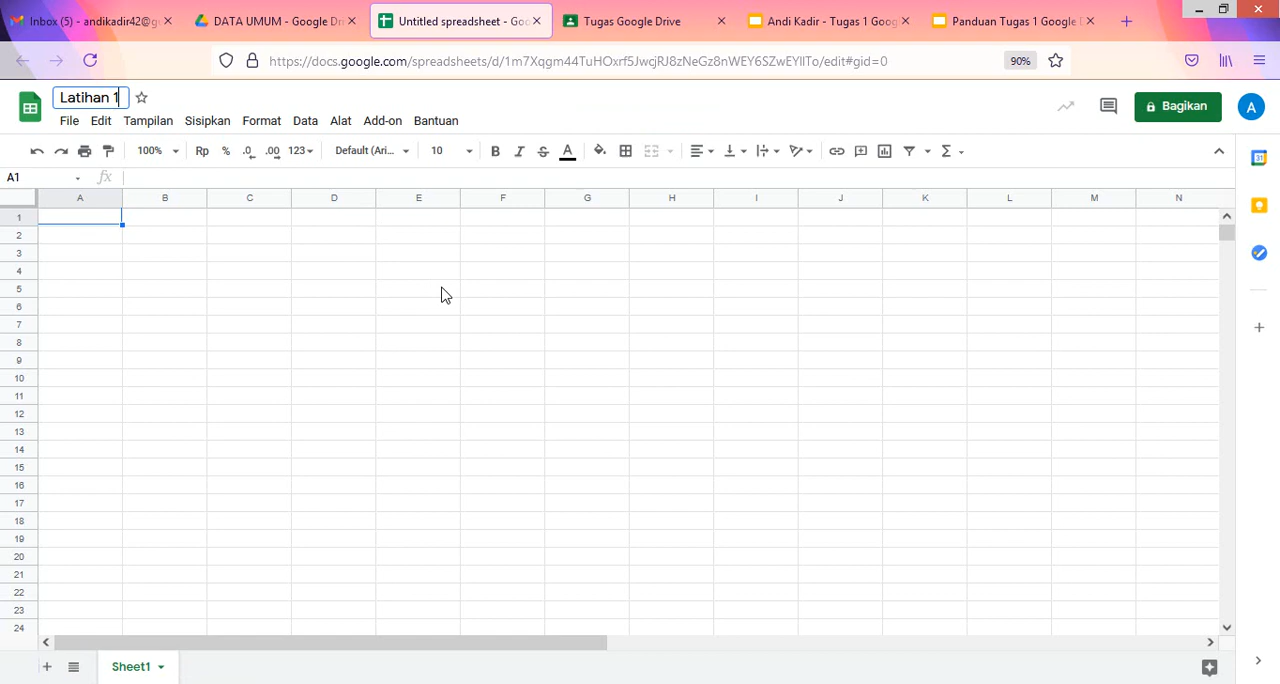 Inbox (5) - andikadir42@g
DATA UMUM - Google Dri
Untitled spreadsheet - Goo
Tugas Google Drive
Andi Kadir - Tugas 1 Goog
Panduan Tugas 1 Google D
https://docs.google.com/spreadsheets/d/1m7Xqgm44TuHOxrf5JwcjRJ8zNeGz8nWEY6SZwEYlITo/edit#gid=0
90%
Latihan 1
File Edit Tampilan Sisipkan Format Data Alat Add-on Bantuan
Bagikan
A
100% Rp % .0 .00 123 Default (Ari... 10 B I S A Σ
31
A1 fx
A B C D E F G H I J K L M N
1
2
3
4
5
6
7
8
9
10
11
12
13
14
15
16
17
18
19
20
21
22
23
24
Sheet1